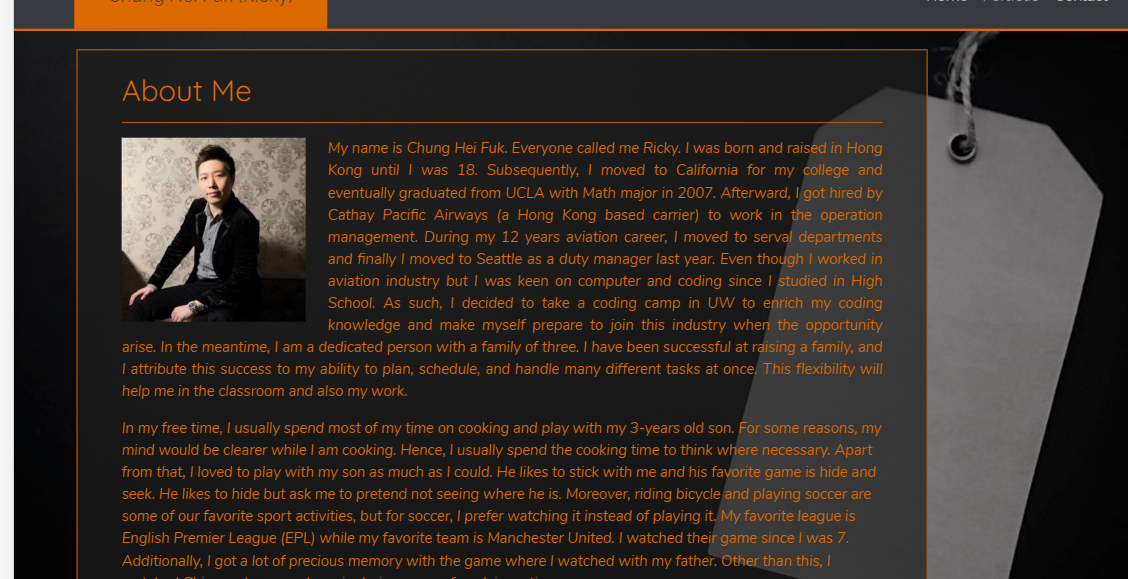 Chung Hei Fuk (Ricky)
Home Portfolio Contact
About Me
My name is Chung Hei Fuk. Everyone called me Ricky. I was born and raised in Hong
Kong until I was 18. Subsequently, I moved to California for my college and
eventually graduated from UCLA with Math major in 2007. Afterward, I got hired by
Cathay Pacific Airways (a Hong Kong based carrier) to work in the operation
management. During my 12 years aviation career, I moved to serval departments
and finally I moved to Seattle as a duty manager last year. Even though I worked in
aviation industry but I was keen on computer and coding since I studied in High
School. As such, I decided to take a coding camp in UW to enrich my coding
knowledge and make myself prepare to join this industry when the opportunity
arise. In the meantime, I am a dedicated person with a family of three. I have been successful at raising a family, and
I attribute this success to my ability to plan, schedule, and handle many different tasks at once. This flexibility will
help me in the classroom and also my work.
In my free time, I usually spend most of my time on cooking and play with my 3-years old son. For some reasons, my
mind would be clearer while I am cooking. Hence, I usually spend the cooking time to think where necessary. Apart
from that, I loved to play with my son as much as I could. He likes to stick with me and his favorite game is hide and
seek. He likes to hide but ask me to pretend not seeing where he is. Moreover, riding bicycle and playing soccer are
some of our favorite sport activities, but for soccer, I prefer watching it instead of playing it. My favorite league is
English Premier League (EPL) while my favorite team is Manchester United. I watched their game since I was 7.
Additionally, I got a lot of precious memory with the game where I watched with my father. Other than this, I